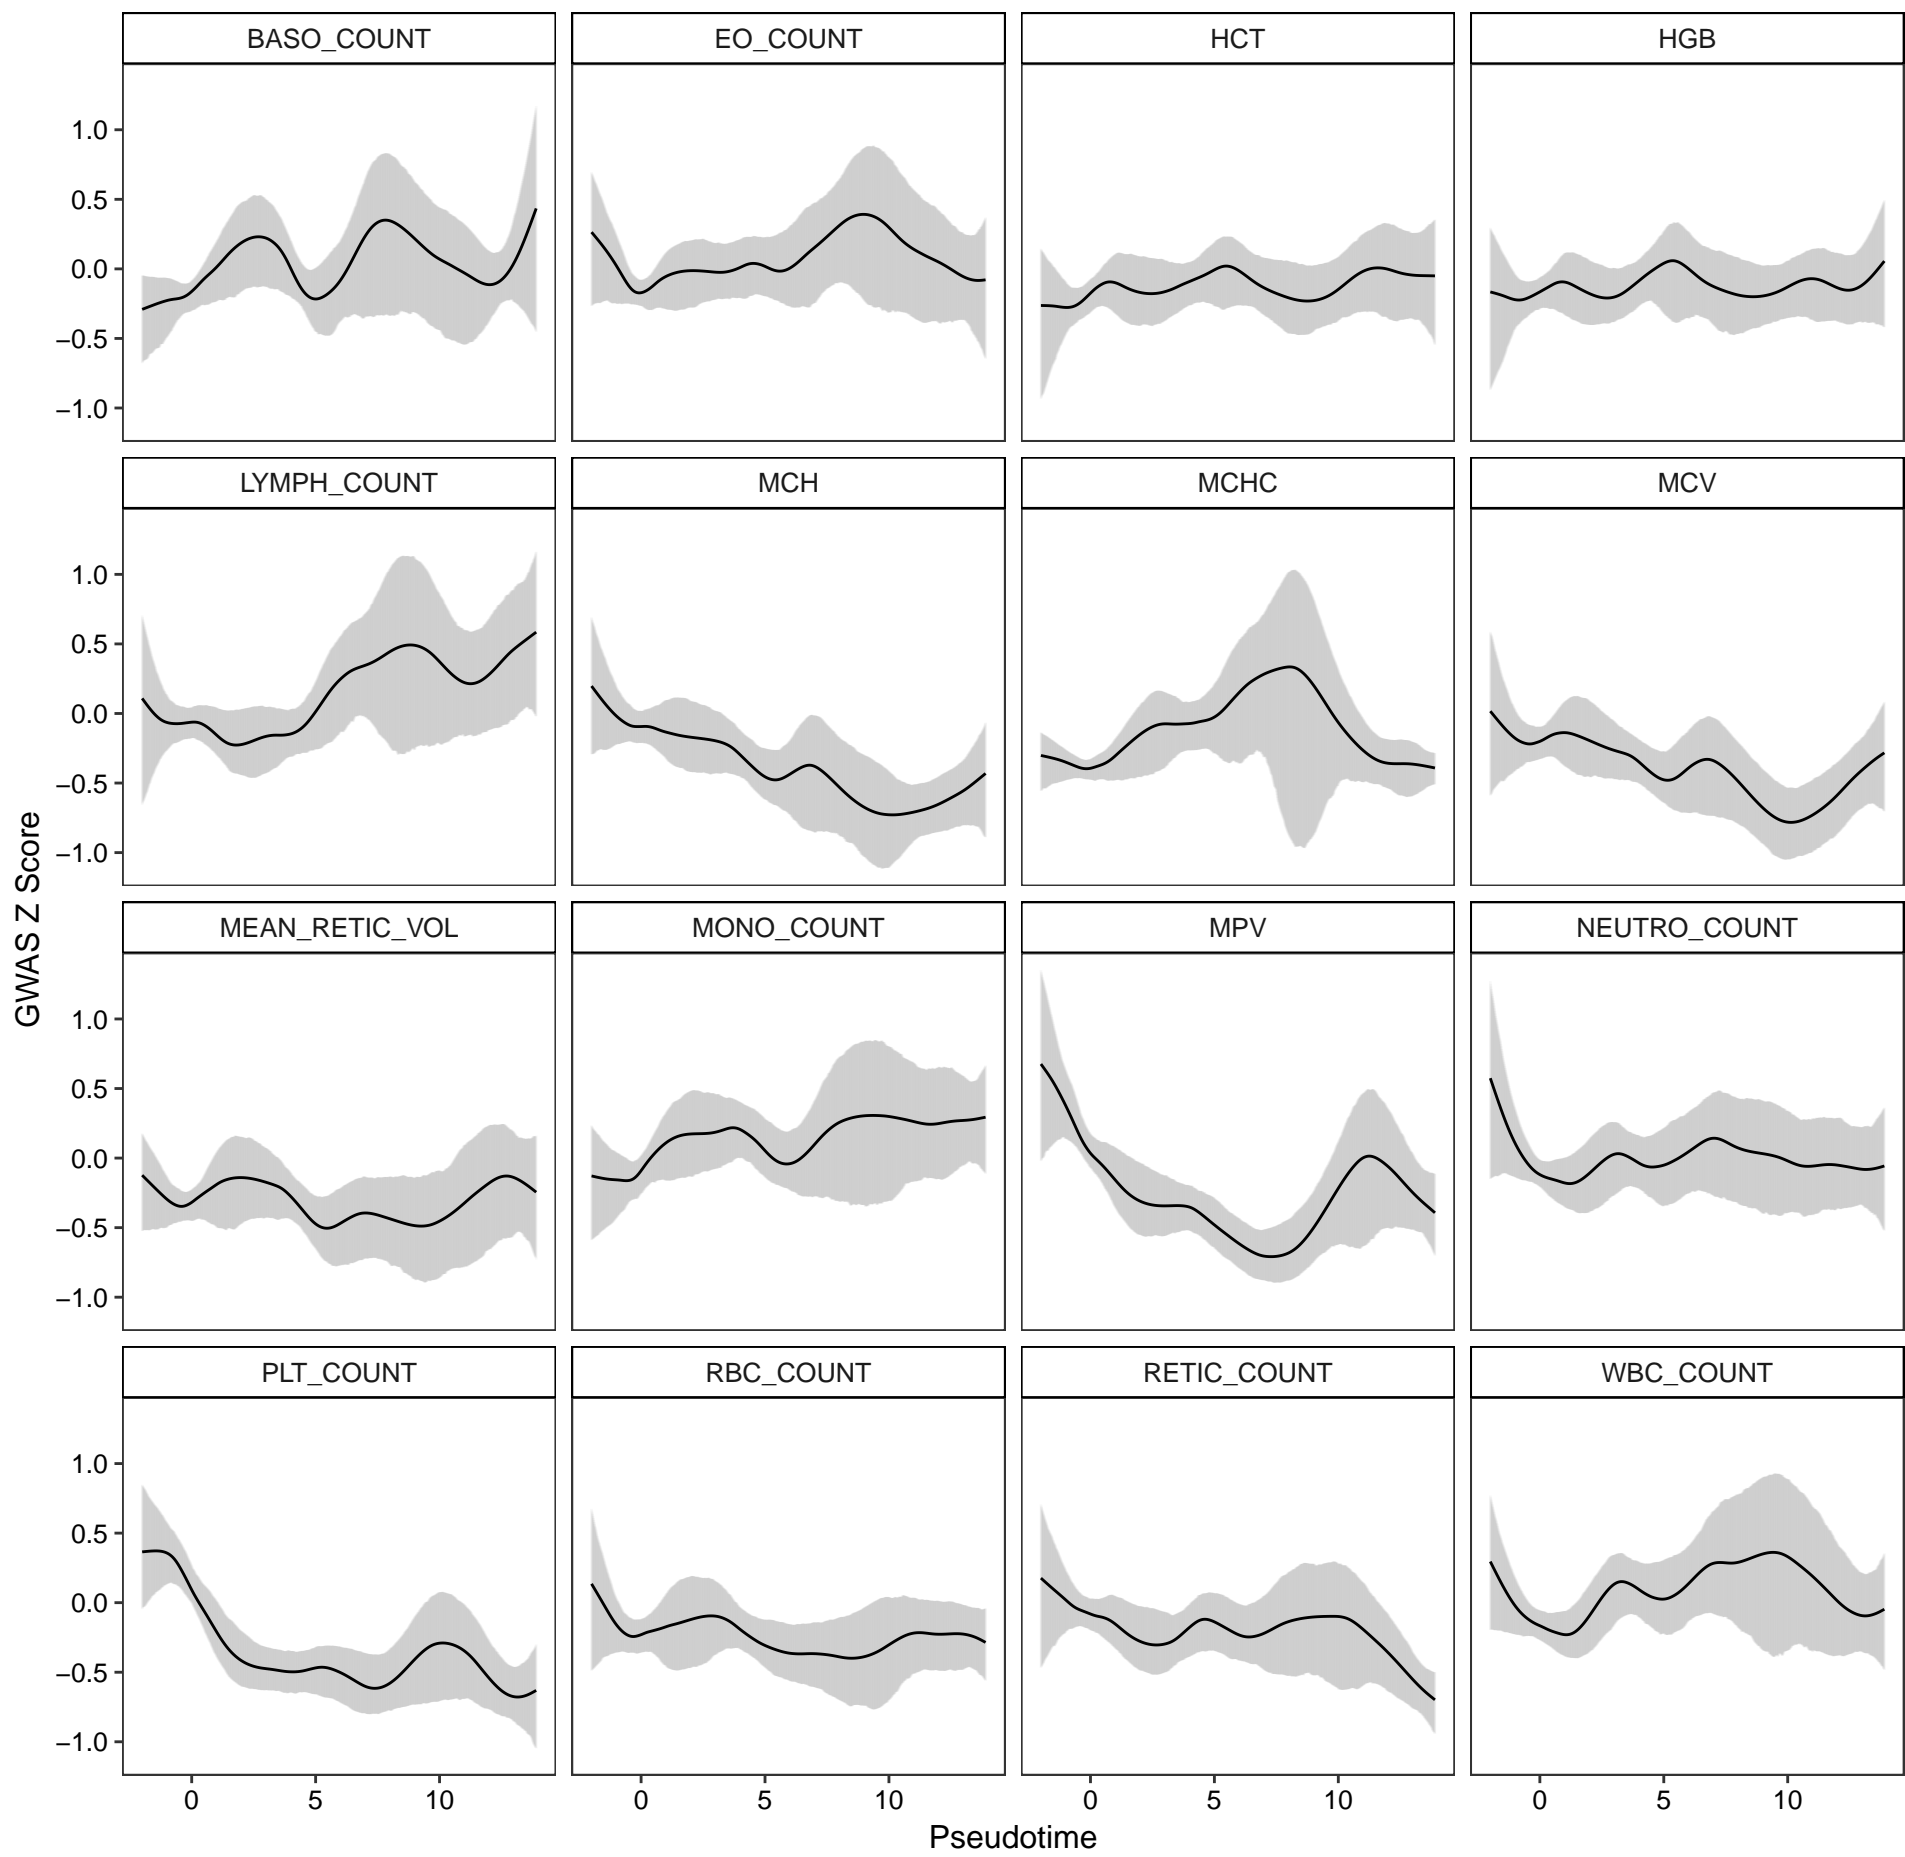 BASO_COUNT
EO_COUNT
HCT
HGB
1.0
0.5
0.0
−0.5
−1.0
LYMPH_COUNT
MCH
MCHC
MCV
1.0
0.5
0.0
−0.5
−1.0
GWAS Z Score
MEAN_RETIC_VOL
MONO_COUNT
MPV
NEUTRO_COUNT
1.0
0.5
0.0
−0.5
−1.0
PLT_COUNT
RBC_COUNT
RETIC_COUNT
WBC_COUNT
1.0
0.5
0.0
−0.5
−1.0
0 5 10
0 5 10
0 5 10
0 5 10
Pseudotime